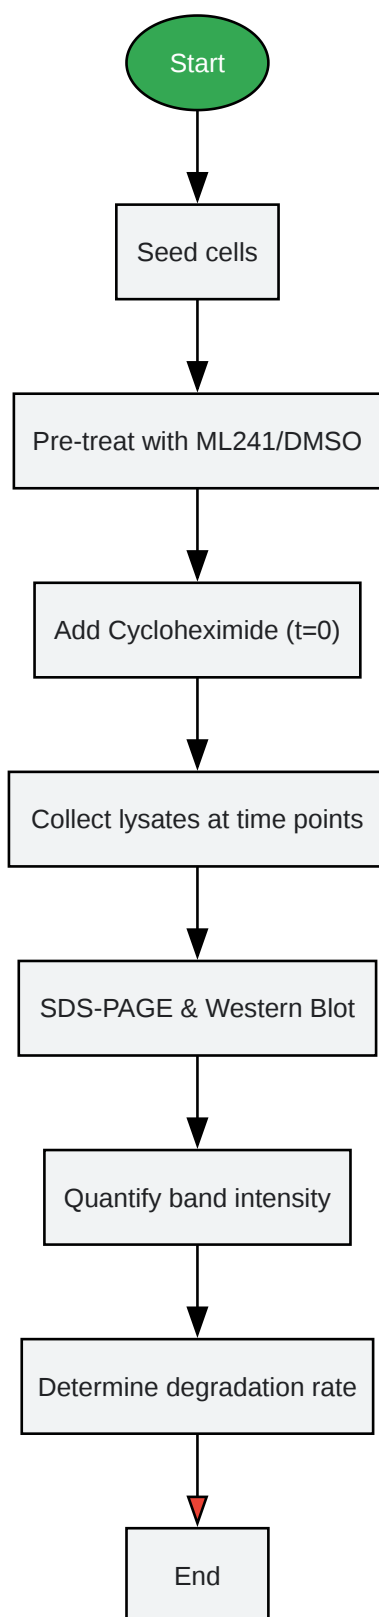 Start
Seed cells
Pre-treat with ML241/DMSO
Add Cycloheximide (t=0)
Collect lysates at time points
SDS-PAGE & Western Blot
Quantify band intensity
Determine degradation rate
End